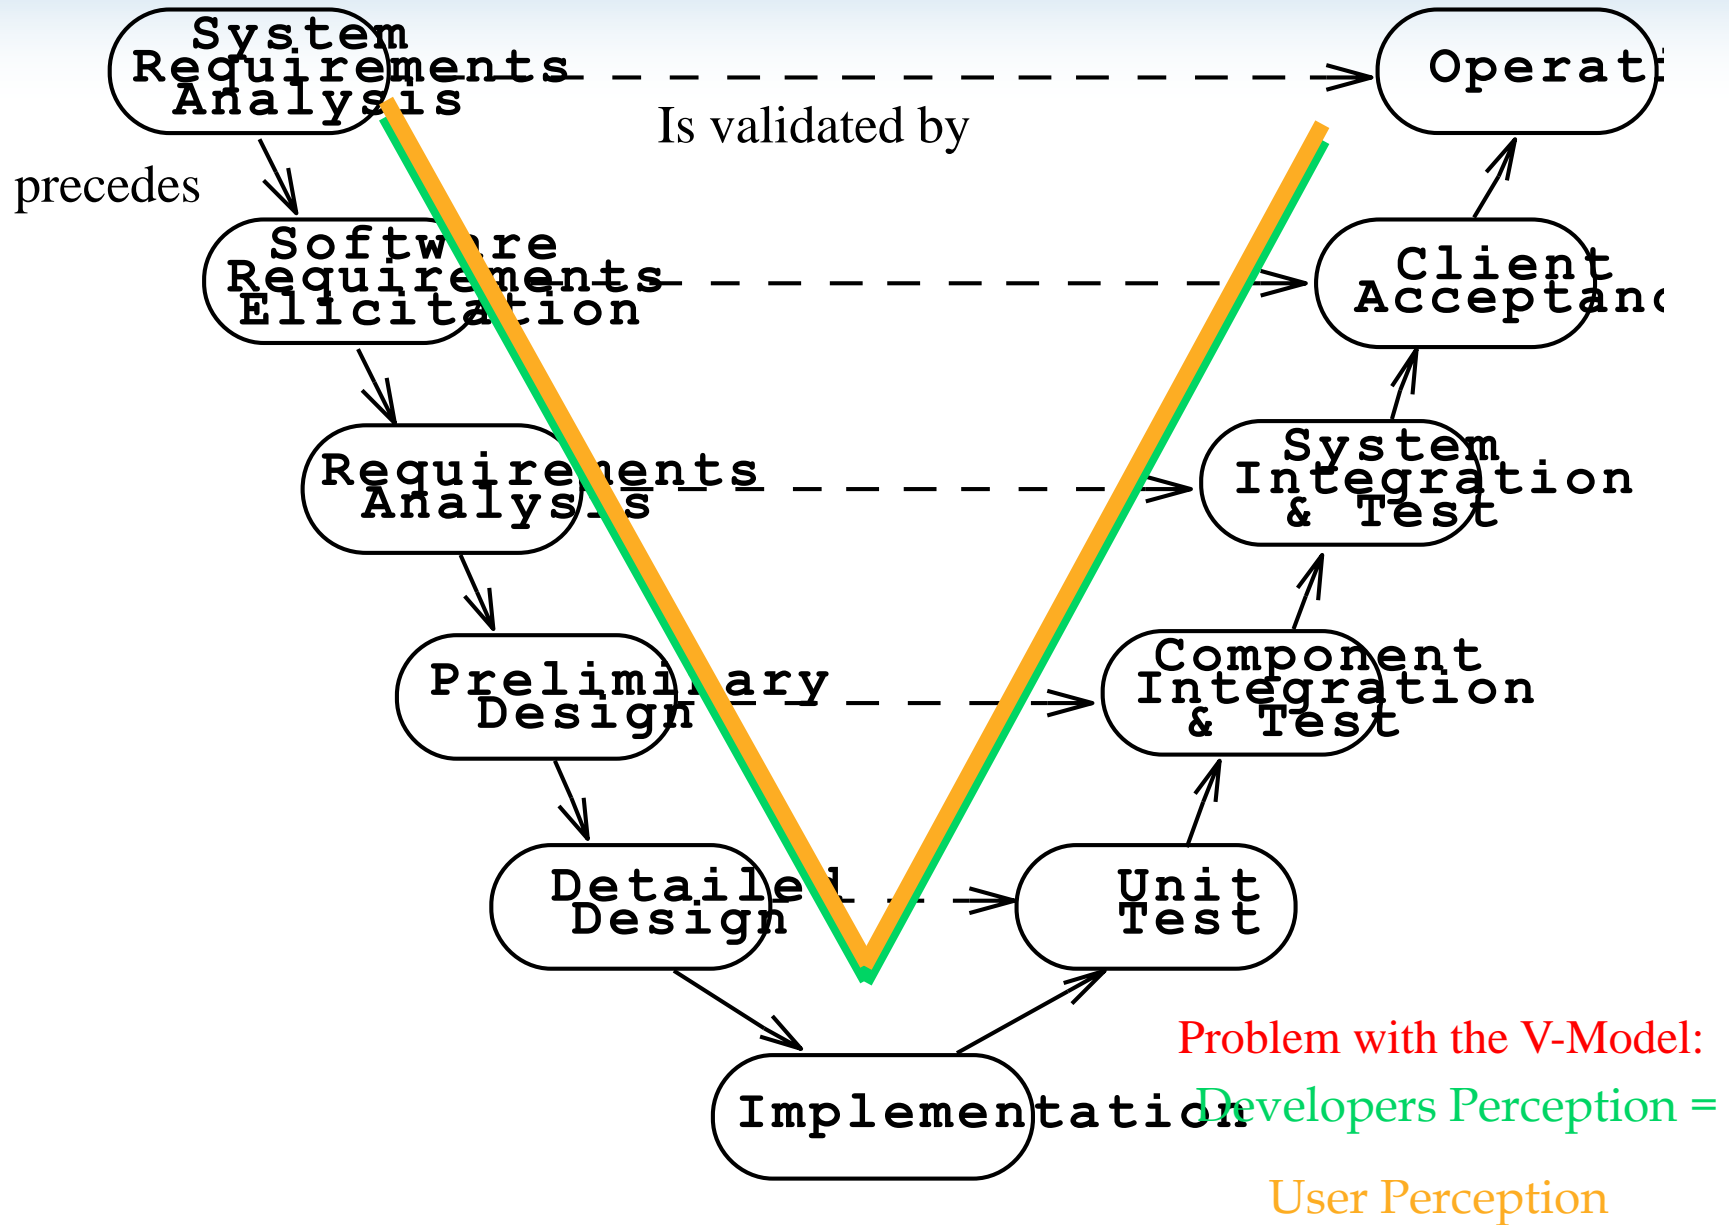 System
Requirements
Analysis
Operati
Is validated by
precedes
Software
Requirements
Elicitation
Client
Acceptanc
Requirements
Analysis
System
Integration
& Test
Preliminary
Design
Component
Integration
& Test
Detailed
Design
Unit
Test
Implementation
Problem with the V-Model:
Developers Perception =
User Perception